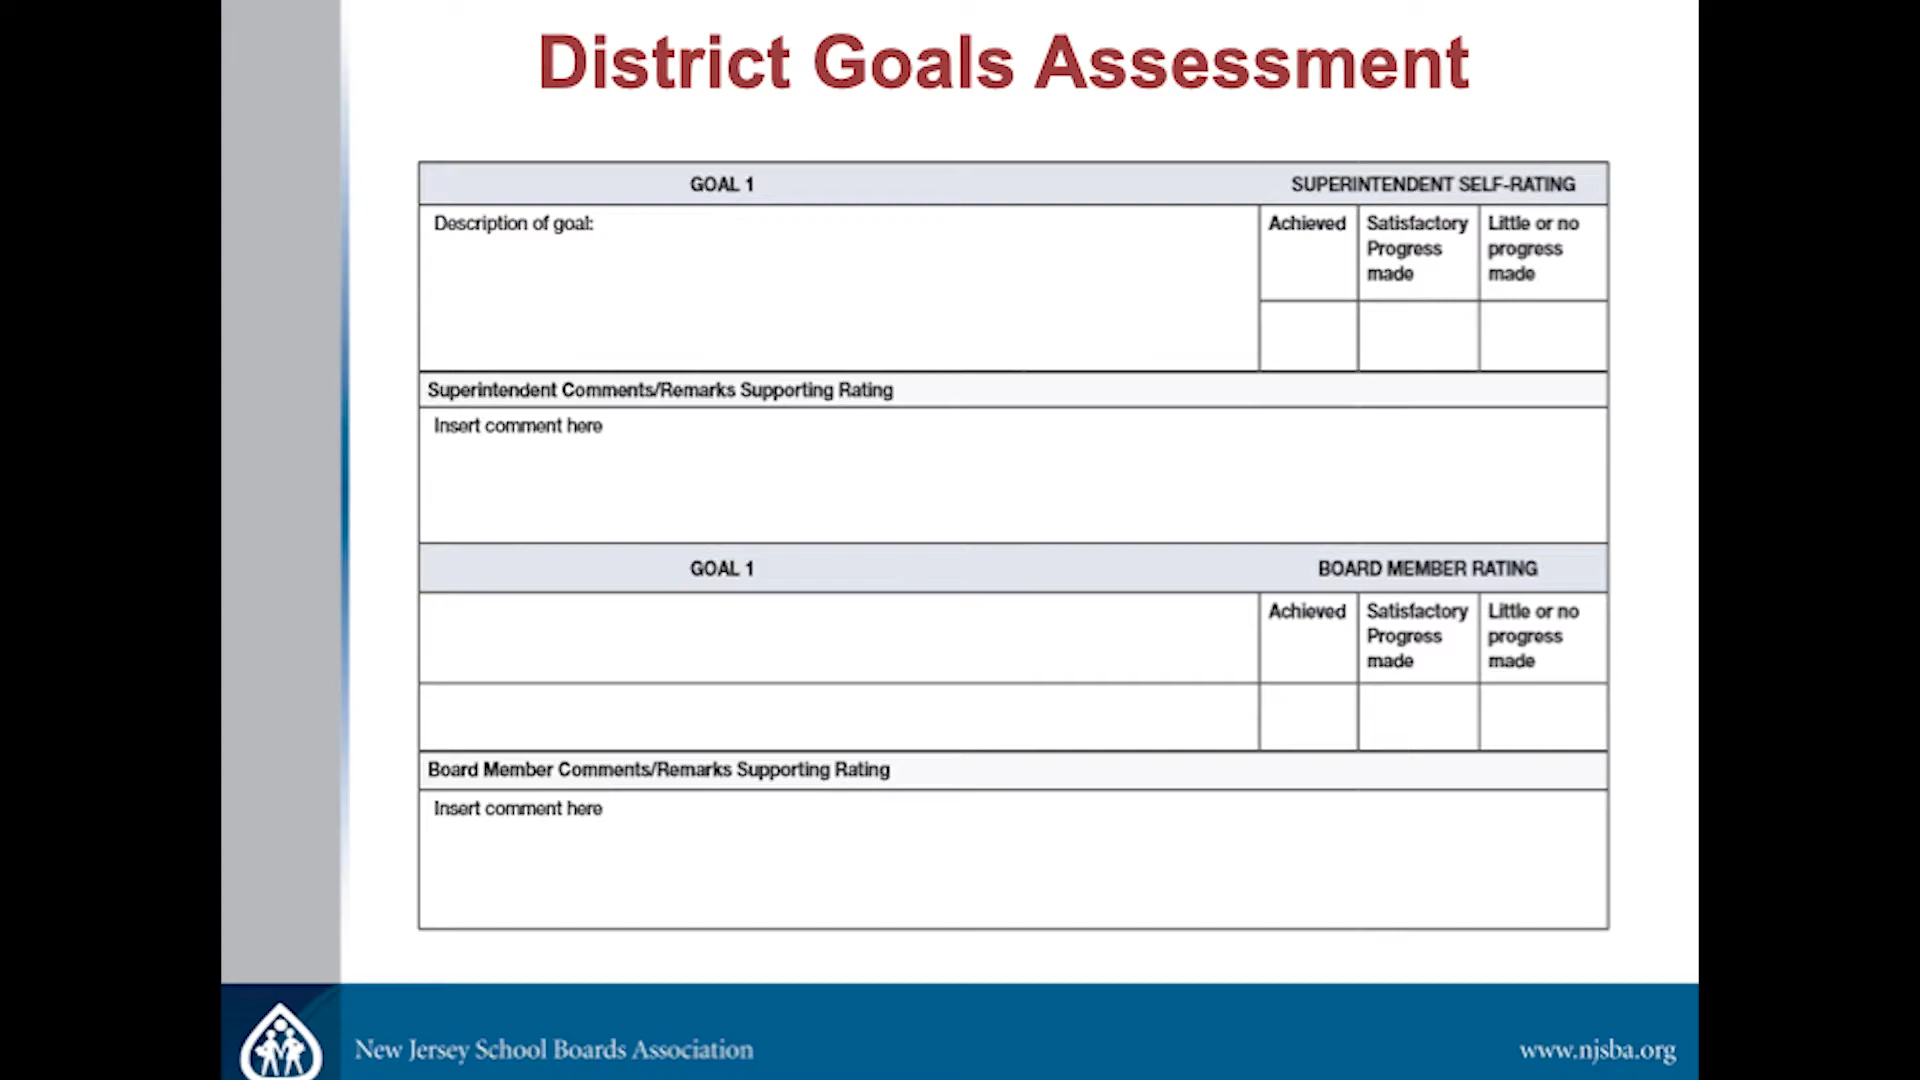 District Goals Assessment
GOAL 1 SUPERINTENDENT SELF-RATING
Description of goal:
Achieved
Satisfactory
Progress
made
Little or no
progress
made
Superintendent Comments/Remarks Supporting Rating
Insert comment here
GOAL 1 BOARD MEMBER RATING
Achieved
Satisfactory
Progress
made
Little or no
progress
made
Board Member Comments/Remarks Supporting Rating
Insert comment here
New Jersey School Boards Association
www.njsba.org